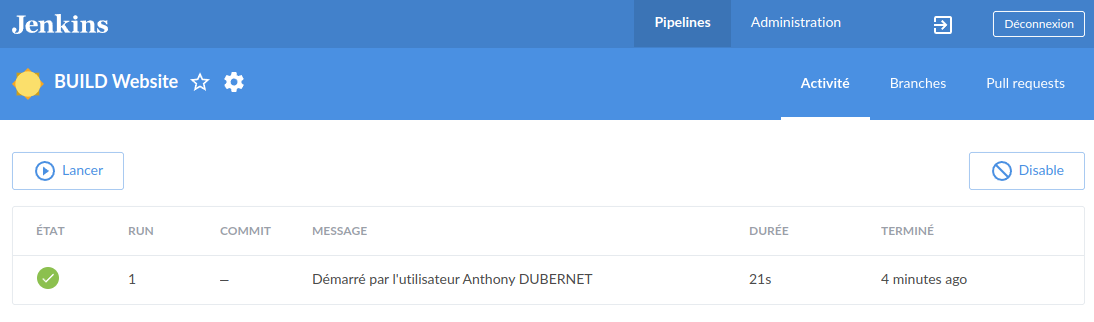 Jenkins Pipelines Administration Déconnexion
BUILD Website Activité Branches Pull requests
Lancer Disable
ÉTAT RUN COMMIT MESSAGE DURÉE TERMINÉ
1 — Démarré par l'utilisateur Anthony DUBERNET 21s 4 minutes ago